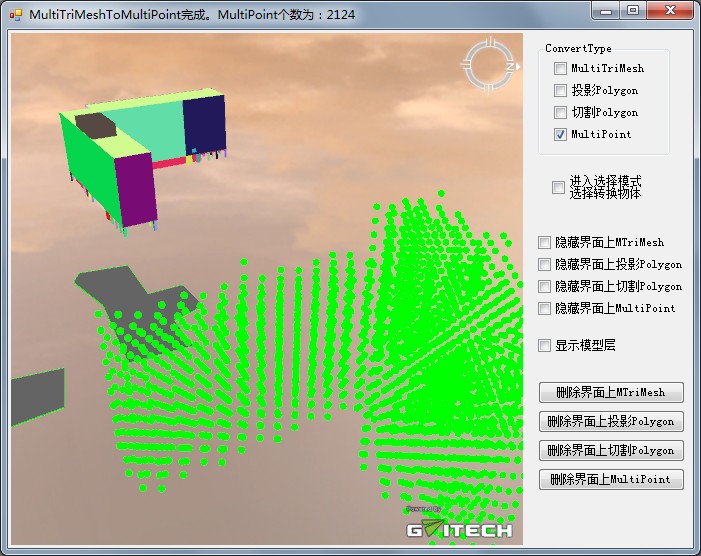 MultiTriMeshToMultiPoint完成。MultiPoint个数为：2124
N
ConvertType
MultiTriMesh
投影Polygon
切割Polygon
MultiPoint
进入选择模式
选择转换物体
隐藏界面上MTriMesh
隐藏界面上投影Polygon
隐藏界面上切割Polygon
隐藏界面上MultiPoint
显示模型层
删除界面上MTriMesh
删除界面上投影Polygon
删除界面上切割Polygon
删除界面上MultiPoint
Powered By
GVITECH